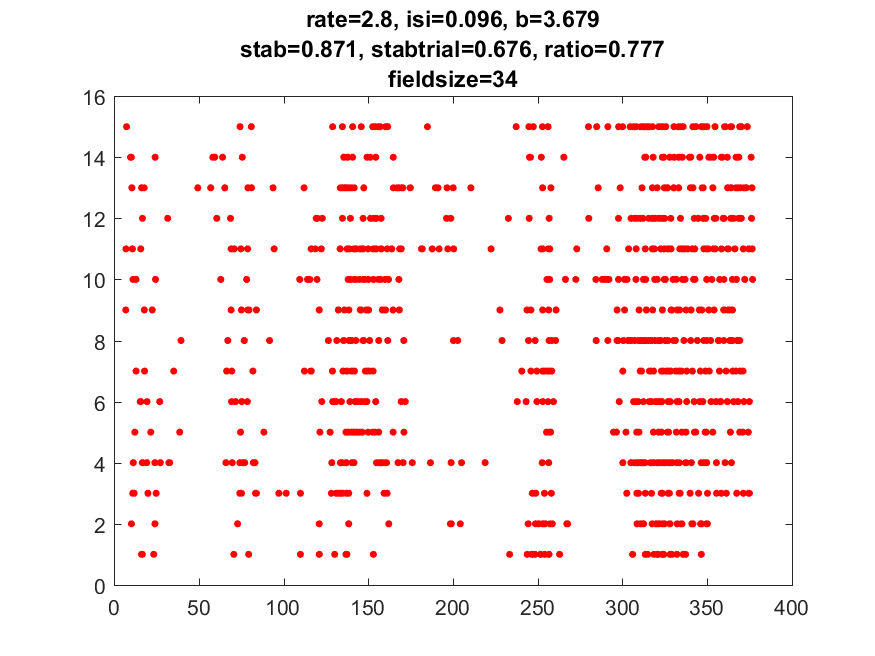 rate=2.8, isi=0.096, b=3.679
stab=0.871, stabtrial=0.676, ratio=0.777
fieldsize=34
16
14
12
10
8
6
4
2
0
0 50 100 150 200 250 300 350 400